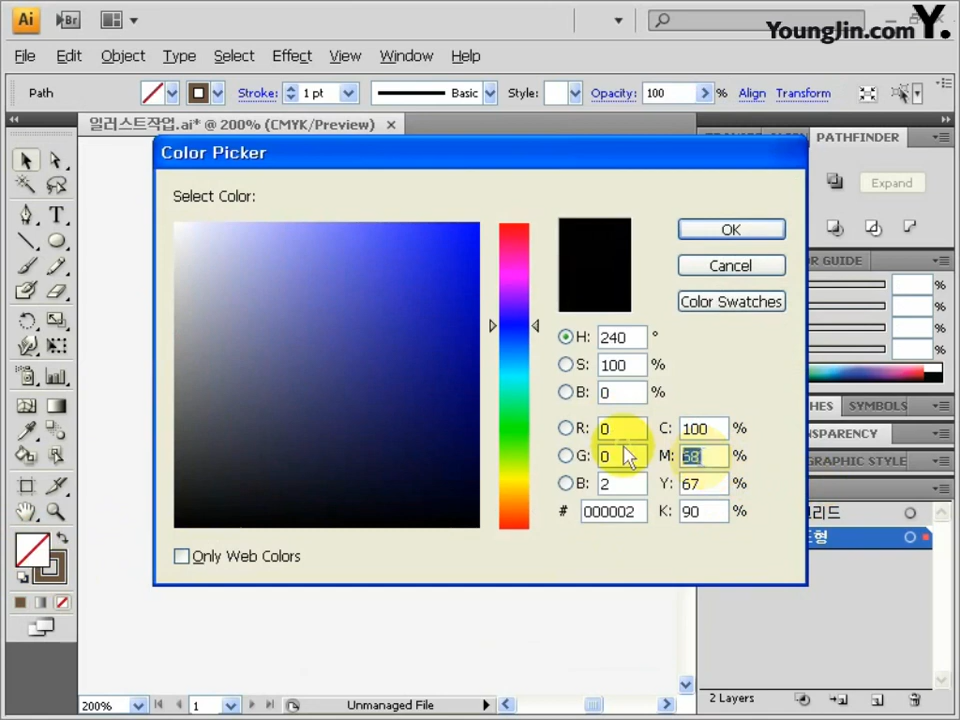 Ai Br
YoungJin.com Y.
File Edit Object Type Select Effect View Window Help
Path Stroke: 1 pt Basic Style: Opacity: 100 % Align Transform
일러스트작업.ai* @ 200% (CMYK/Preview)
PATHFINDER
Color Picker
Select Color:
OK
Expand
Cancel
OR GUIDE
Color Swatches
%
%
%
%
H: 240 °
S: 100 %
B: 0 %
R: 0 C: 100 %
G: 0 M: 68 %
B: 2 Y: 67 %
# 000002 K: 90 %
HES SYMBOLS
SPARENCY
GRAPHIC STYLE
Only Web Colors
리드
형
200% 1 Unmanaged File
2 Layers